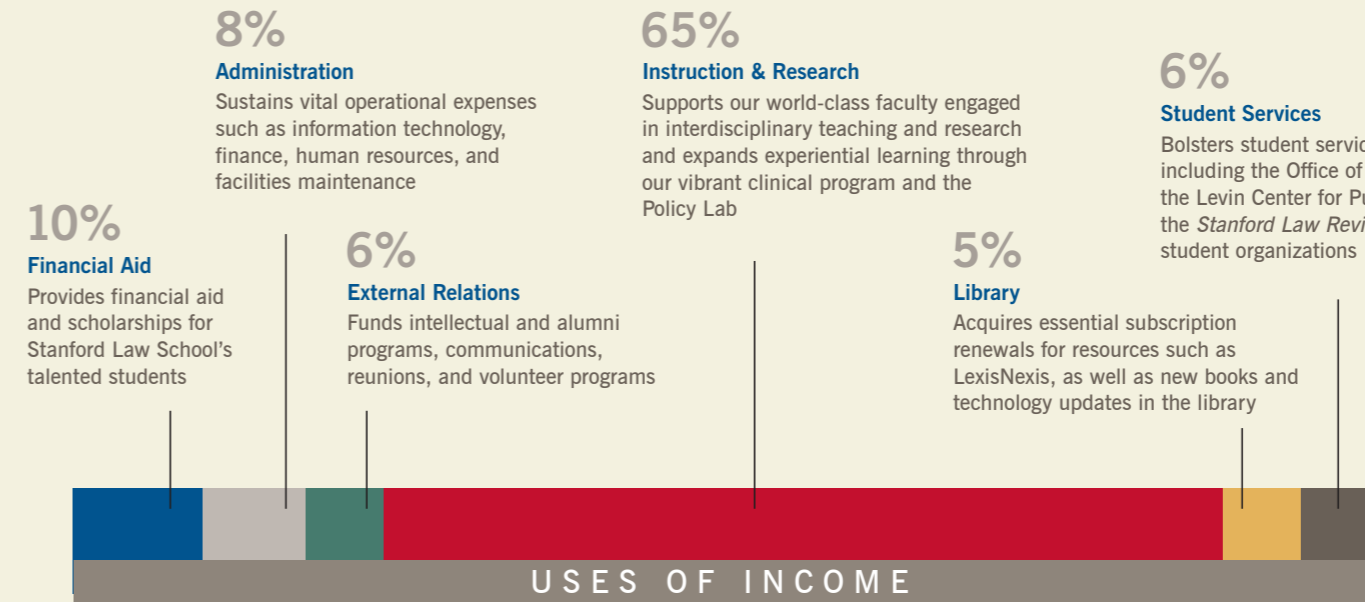 8%
Administration
Sustains vital operational expenses
such as information technology,
finance, human resources, and
facilities maintenance
65%
Instruction & Research
Supports our world-class faculty engaged
in interdisciplinary teaching and research
and expands experiential learning through
our vibrant clinical program and the
Policy Lab
6%
Student Services
Bolsters student servic
including the Office of
the Levin Center for Pu
the Stanford Law Revi
student organizations
10%
Financial Aid
Provides financial aid
and scholarships for
Stanford Law School’s
talented students
6%
External Relations
Funds intellectual and alumni
programs, communications,
reunions, and volunteer programs
5%
Library
Acquires essential subscription
renewals for resources such as
LexisNexis, as well as new books and
technology updates in the library
USES OF INCOME